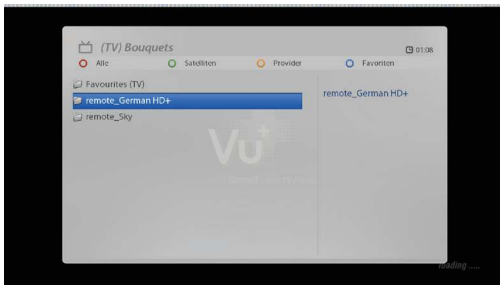 (TV) Bouquets
01:08
Alle Satelliten Provider Favoriten
Favourites (TV)
remote_German HD+
remote_German HD+
remote_Sky
Vu+
loading .....